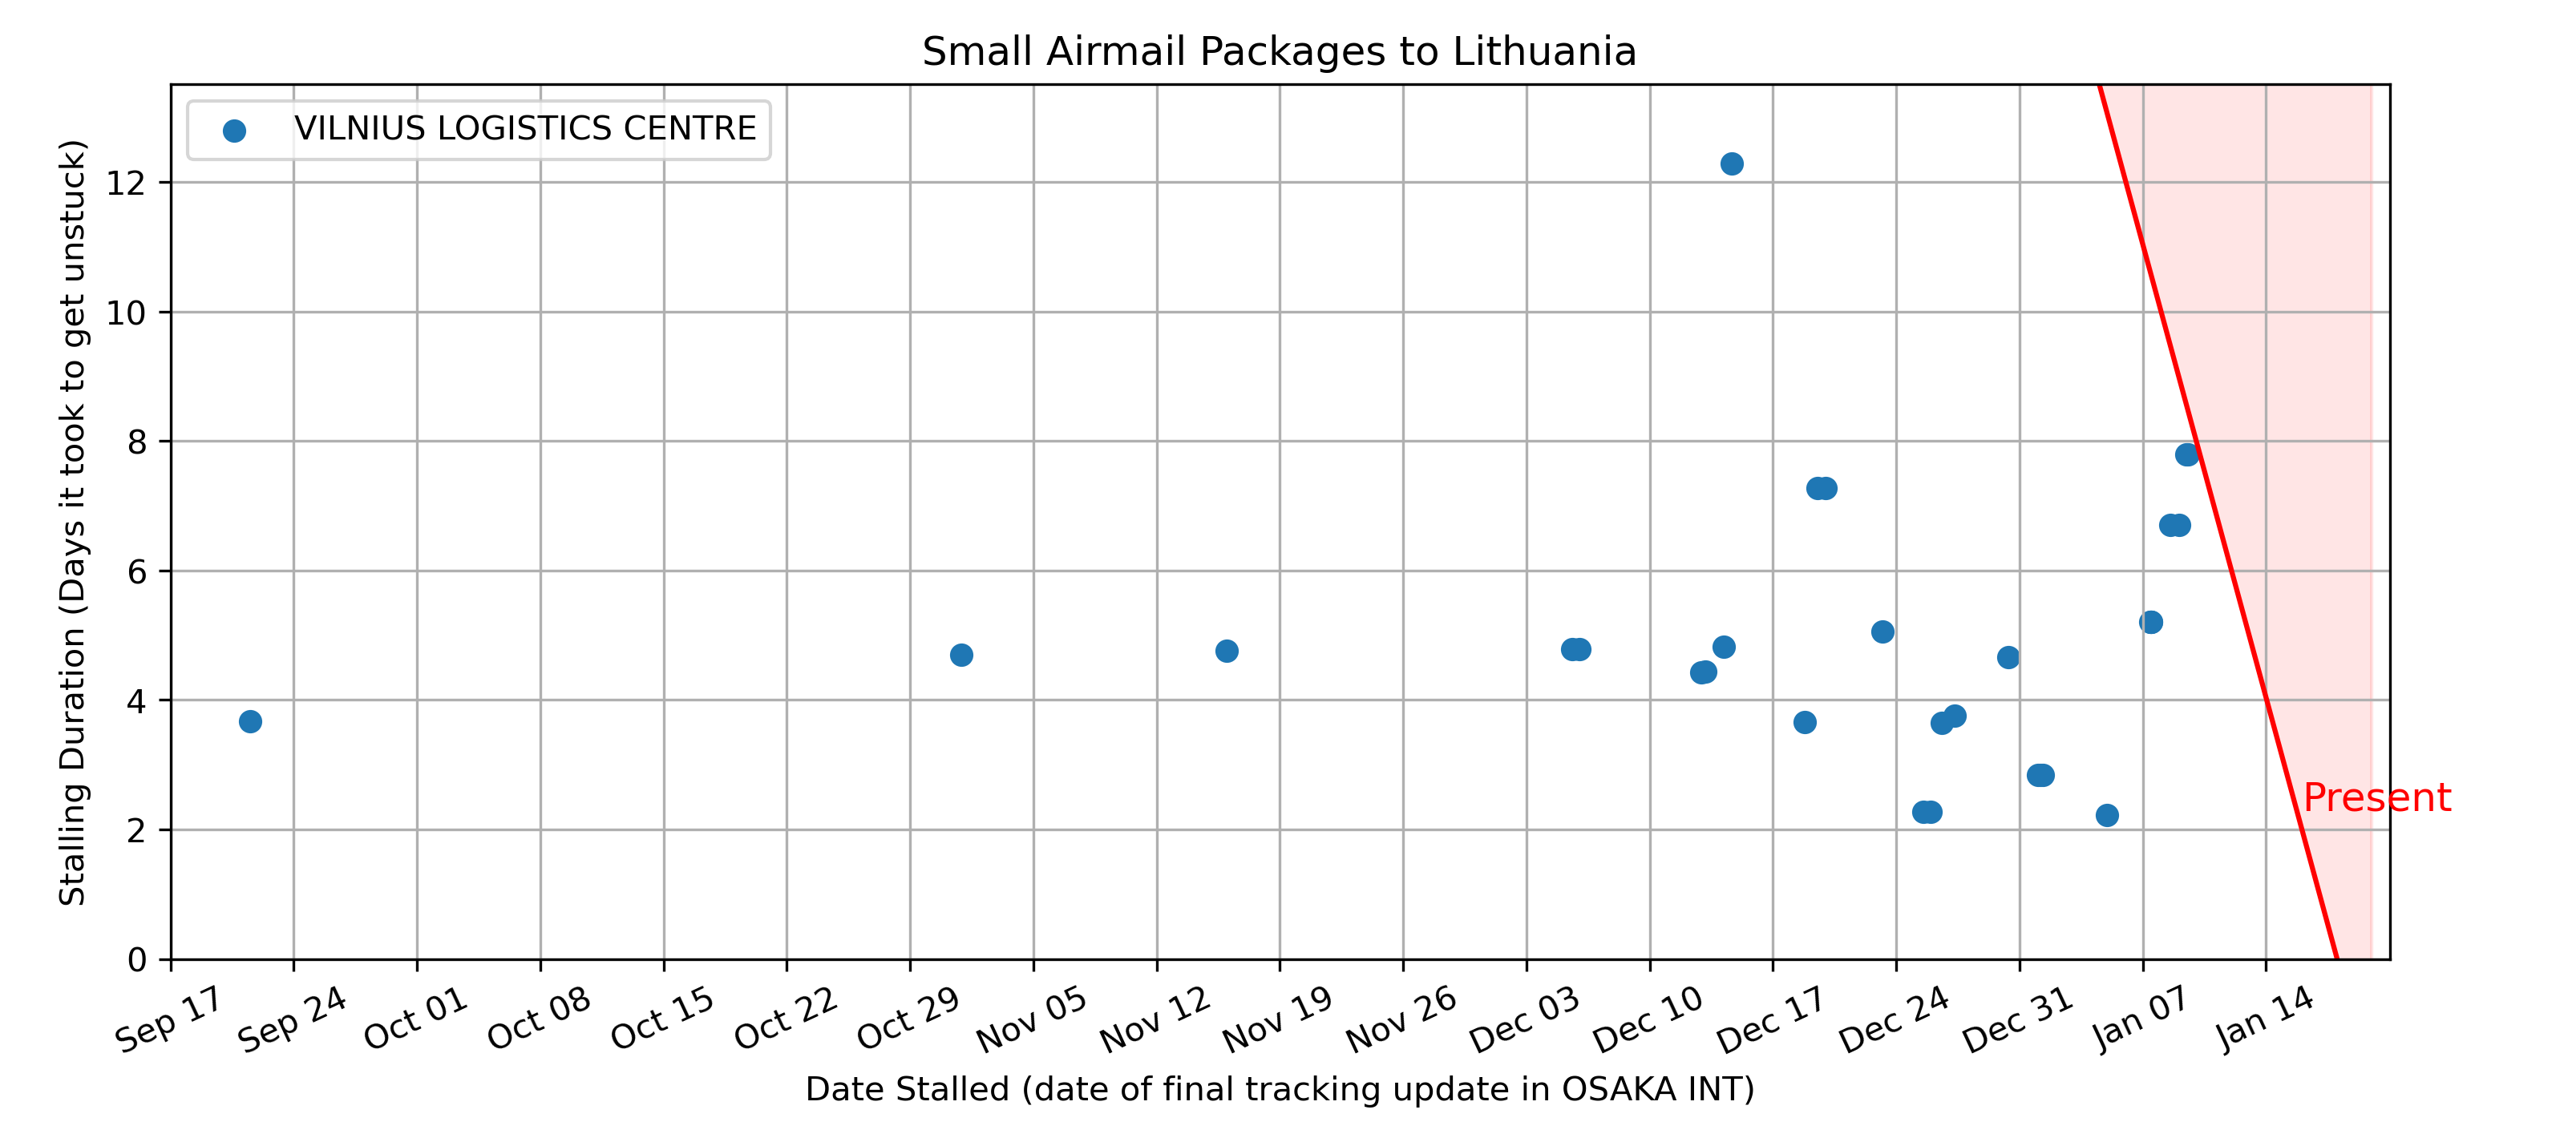 Small Airmail Packages to Lithuania
VILNIUS LOGISTICS CENTRE
Stalling Duration (Days it took to get unstuck)
12
10
8
6
4
2
0
Present
Sep 17
Sep 24
Oct 01
Oct 08
Oct 15
Oct 22
Oct 29
Nov 05
Nov 12
Nov 19
Nov 26
Dec 03
Dec 10
Dec 17
Dec 24
Dec 31
Jan 07
Jan 14
Date Stalled (date of final tracking update in OSAKA INT)